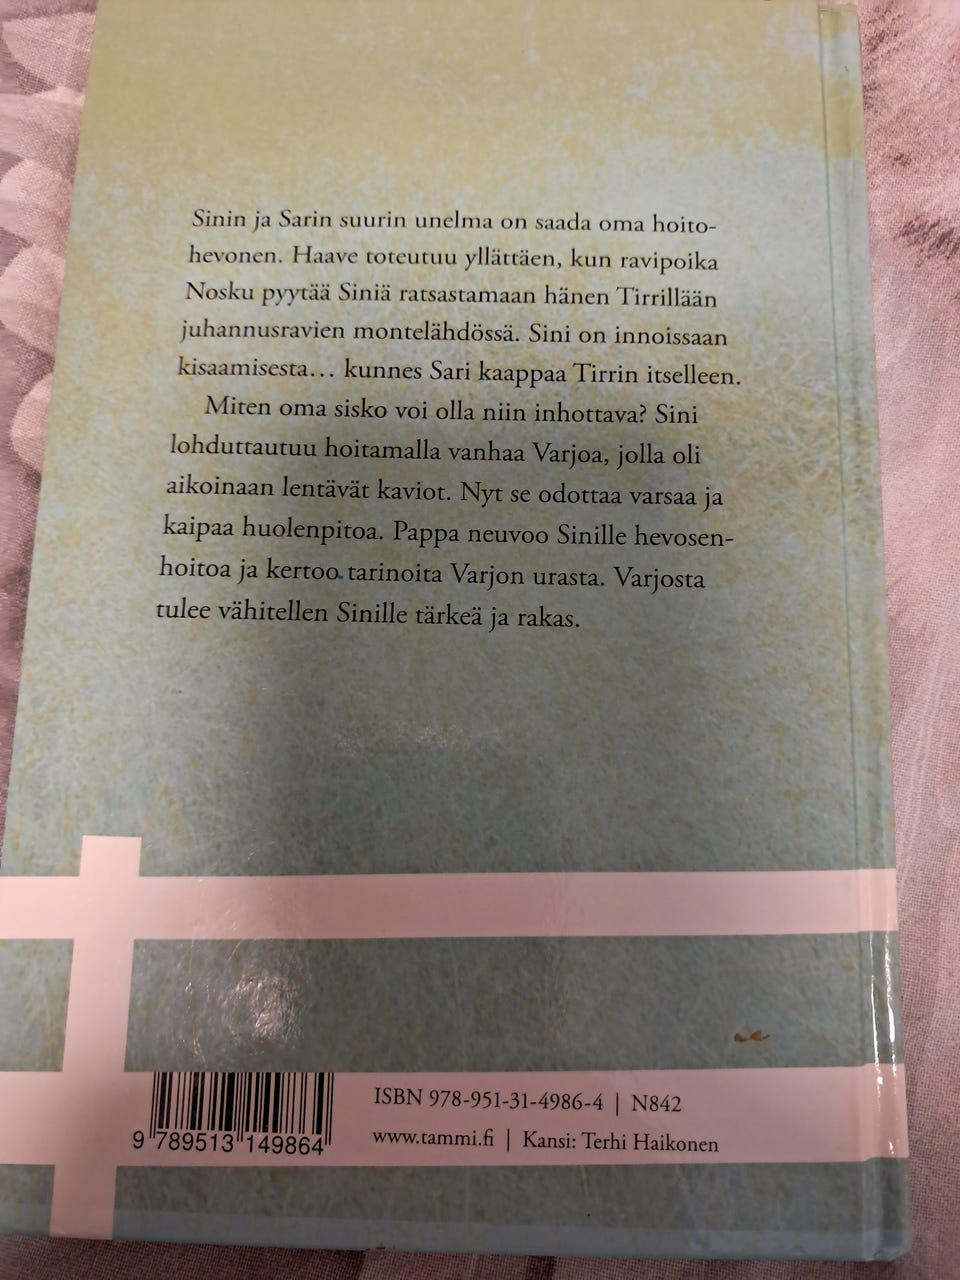 Sinin ja Sarin suurin unelma on saada oma hoito-
hevonen. Haave toteutuu yllättäen, kun ravipoika
Nosku pyytää Siniä ratsastamaan hänen Tirrillään
juhannusravien montelähdössä. Sini on innoissaan
kisaamisesta... kunnes Sari kaappaa Tirrin itselleen.
Miten oma sisko voi olla niin inhottava? Sini
lohduttautuu hoitamalla vanhaa Varjoa, jolla oli
aikoinaan lentävät kaviot. Nyt se odottaa varsaa ja
kaipaa huolenpitoa. Pappa neuvoo Sinille hevosen-
hoitoa ja kertoo tarinoita Varjon urasta. Varjosta
tulee vähitellen Sinille tärkeä ja rakas.
ISBN 978-951-31-4986-4 | N842
www.tammi.fi | Kansi: Terhi Haikonen
9 789513 149864